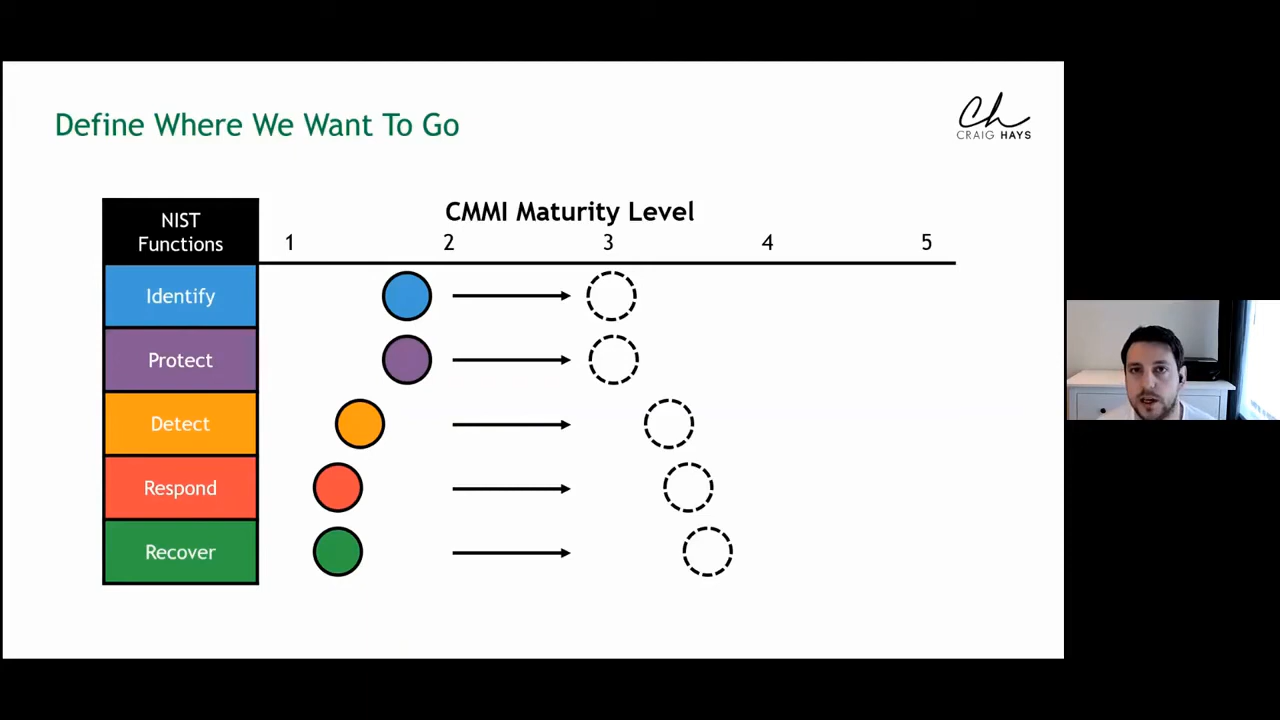 Define Where We Want To Go
Ch
CRAIG HAYS
NIST
Functions
CMMI Maturity Level
1 2 3 4 5
Identify
Protect
Detect
Respond
Recover